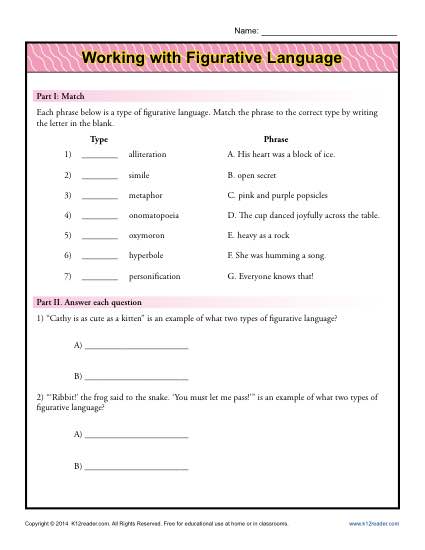 Name: ____________________
Working with Figurative Language
Part I: Match
Each phrase below is a type of figurative language. Match the phrase to the correct type by writing
the letter in the blank.
Type Phrase
1) ________ alliteration A. His heart was a block of ice.
2) ________ simile B. open secret
3) ________ metaphor C. pink and purple popsicles
4) ________ onomatopoeia D. The cup danced joyfully across the table.
5) ________ oxymoron E. heavy as a rock
6) ________ hyperbole F. She was humming a song
7) ________ personification G. Everyone knows that!
Part II. Answer each question
1) “Cathy is as cute as a kitten” is an example of what two types of figurative language?
A) ____________________
B) ____________________
2) “‘Ribbit!’ the frog said to the snake. ‘You must let me pass!’” is an example of what two types of
figurative language?
A) ____________________
B) ____________________
Copyright © 2014 K12reader.com. All Rights Reserved. Free for educational use at home or in classrooms. www.k12reader.com